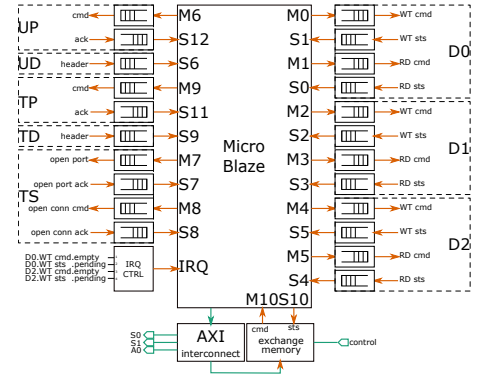 cmd M6 M0 WT cmd
UP
ack S12 S1 WT sts
D0
UD header S6 M1 RD cmd
cmd M9 S0 RD sts
TP
ack S11 M2 WT cmd
TD header S9 S2 WT sts
Micro
Blaze
D1
open port M7 M3 RD cmd
open port ack S7 S3 RD sts
TS
open conn cmd M8 M4 WT cmd
open conn ack S8 S5 WT sts
D2
D0.WT cmd.empty
D0.WT sts .pending
D2.WT cmd.empty
D2.WT sts .pending
IRQ
CTRL
IRQ
M5 RD cmd
S4 RD sts
M10 S10
cmd sts
S0
S1
A0
AXI
interconnect
exchange
memory
control